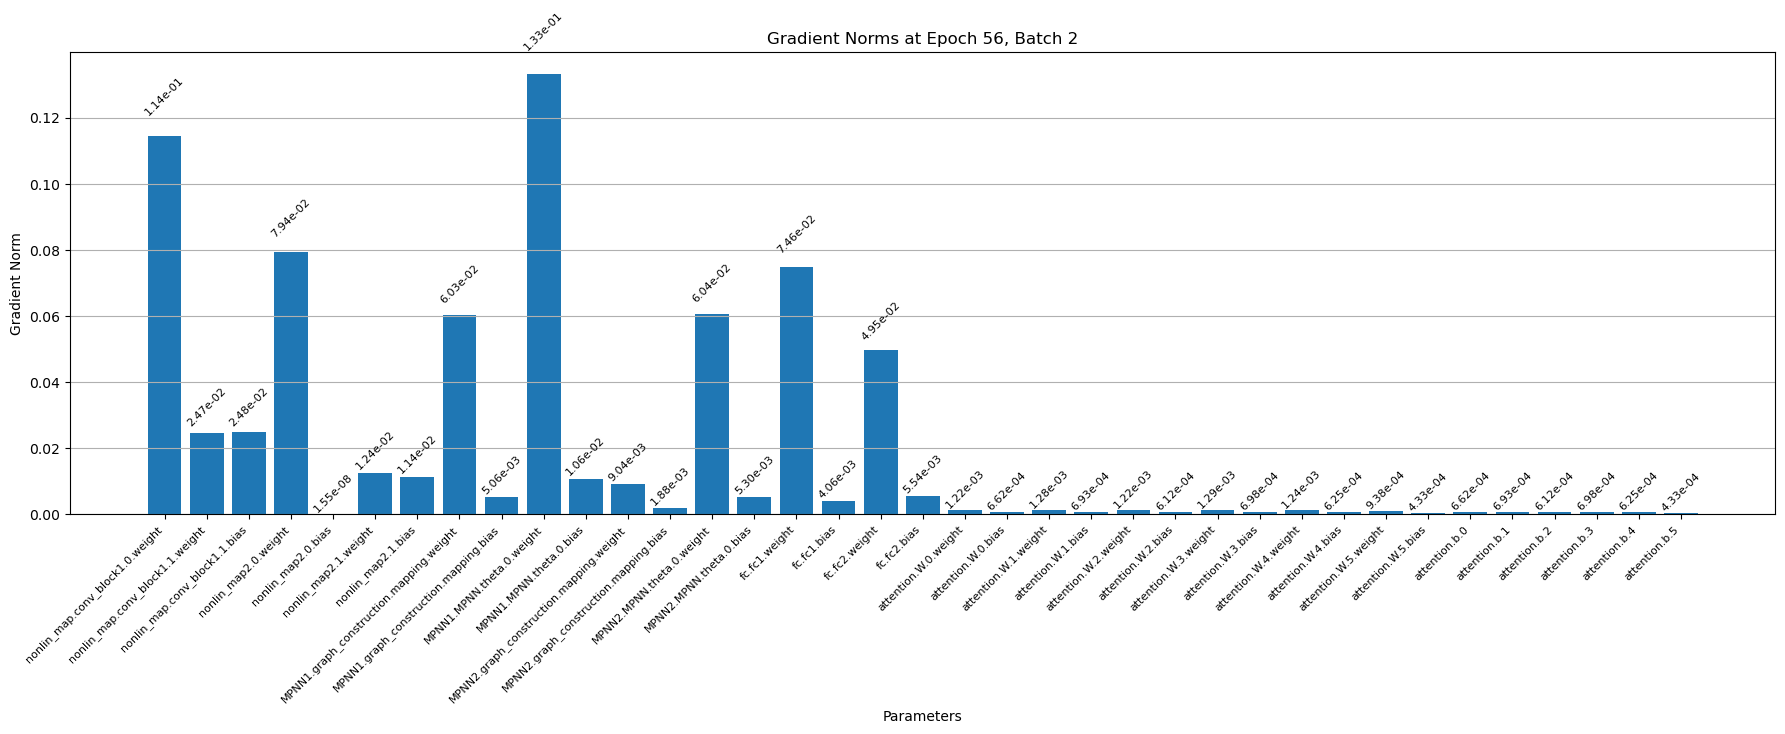 Gradient Norms at Epoch 56, Batch 2
Gradient Norm
0.12
0.10
0.08
0.06
0.04
0.02
0.00
1.14e-01
2.47e-02
2.48e-02
7.94e-02
1.55e-08
1.24e-02
1.14e-02
6.03e-02
5.06e-03
1.33e-01
1.06e-02
9.04e-03
1.88e-03
6.04e-02
5.30e-03
7.46e-02
4.06e-03
4.95e-02
5.54e-03
1.22e-03
6.62e-04
1.28e-03
6.93e-04
1.22e-03
6.12e-04
1.29e-03
6.98e-04
1.24e-03
6.25e-04
9.38e-04
4.33e-04
6.62e-04
6.93e-04
6.12e-04
6.98e-04
6.25e-04
4.33e-04
nonlin_map.conv_block1.0.weight
nonlin_map.conv_block1.1.weight
nonlin_map.conv_block1.1.bias
nonlin_map2.0.weight
nonlin_map2.0.bias
nonlin_map2.1.weight
nonlin_map2.1.bias
MPNN1.graph_construction.mapping.weight
MPNN1.graph_construction.mapping.bias
MPNN1.MPNN.theta.0.weight
MPNN1.MPNN.theta.0.bias
MPNN2.graph_construction.mapping.weight
MPNN2.graph_construction.mapping.bias
MPNN2.MPNN.theta.0.weight
MPNN2.MPNN.theta.0.bias
fc.fc1.weight
fc.fc1.bias
fc.fc2.weight
fc.fc2.bias
attention.W.0.weight
attention.W.0.bias
attention.W.1.weight
attention.W.1.bias
attention.W.2.weight
attention.W.2.bias
attention.W.3.weight
attention.W.3.bias
attention.W.4.weight
attention.W.4.bias
attention.W.5.weight
attention.W.5.bias
attention.b.0
attention.b.1
attention.b.2
attention.b.3
attention.b.4
attention.b.5
Parameters